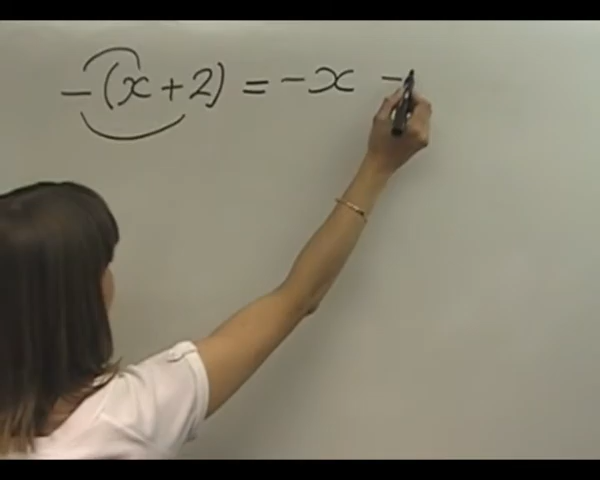 -(x+2) = -x -